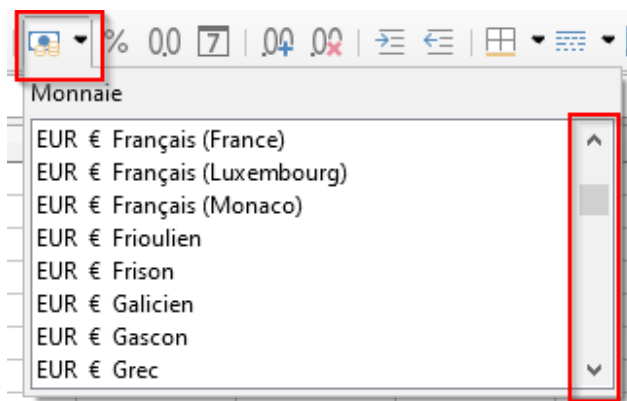 % 0,0 7 ,00 ,00
Monnaie
EUR € Français (France)
EUR € Français (Luxembourg)
EUR € Français (Monaco)
EUR € Frioulien
EUR € Frison
EUR € Galicien
EUR € Gascon
EUR € Grec